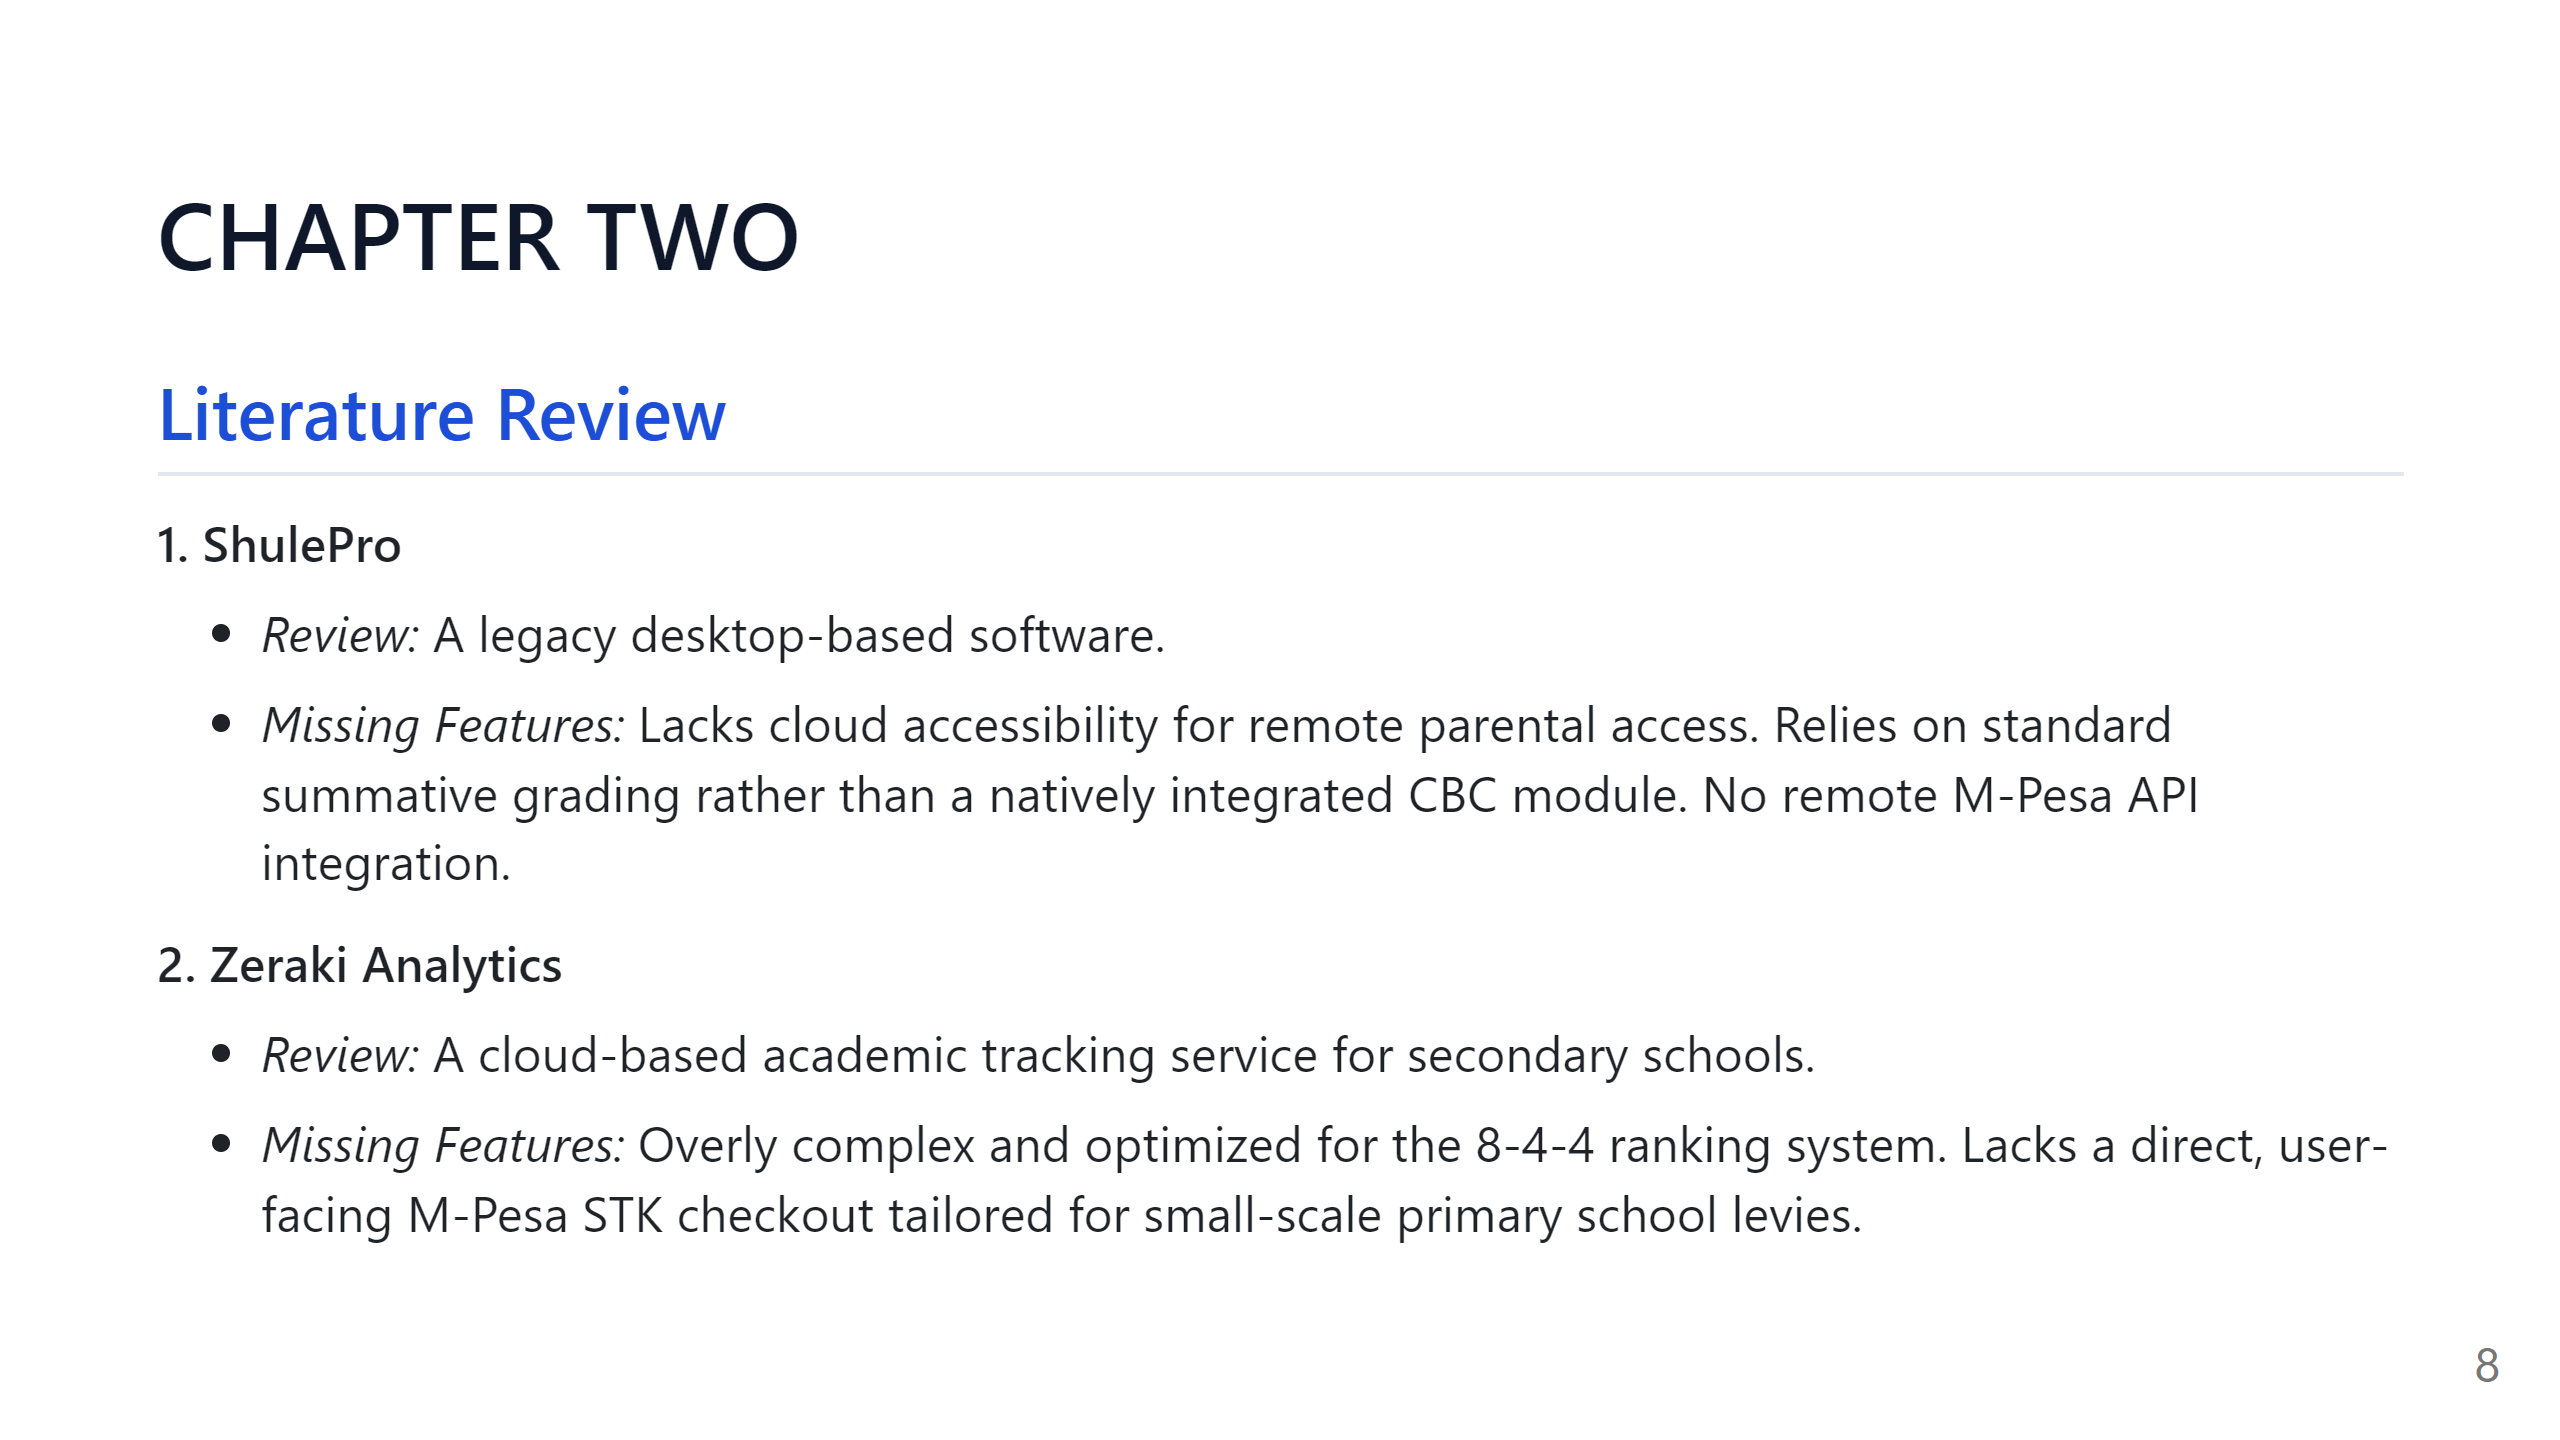 CHAPTER TWO
Literature Review
1. ShulePro
• Review: A legacy desktop-based software.
• Missing Features: Lacks cloud accessibility for remote parental access. Relies on standard
summative grading rather than a natively integrated CBC module. No remote M-Pesa API
integration.
2. Zeraki Analytics
• Review: A cloud-based academic tracking service for secondary schools.
• Missing Features: Overly complex and optimized for the 8-4-4 ranking system. Lacks a direct, user-
facing M-Pesa STK checkout tailored for small-scale primary school levies.
8